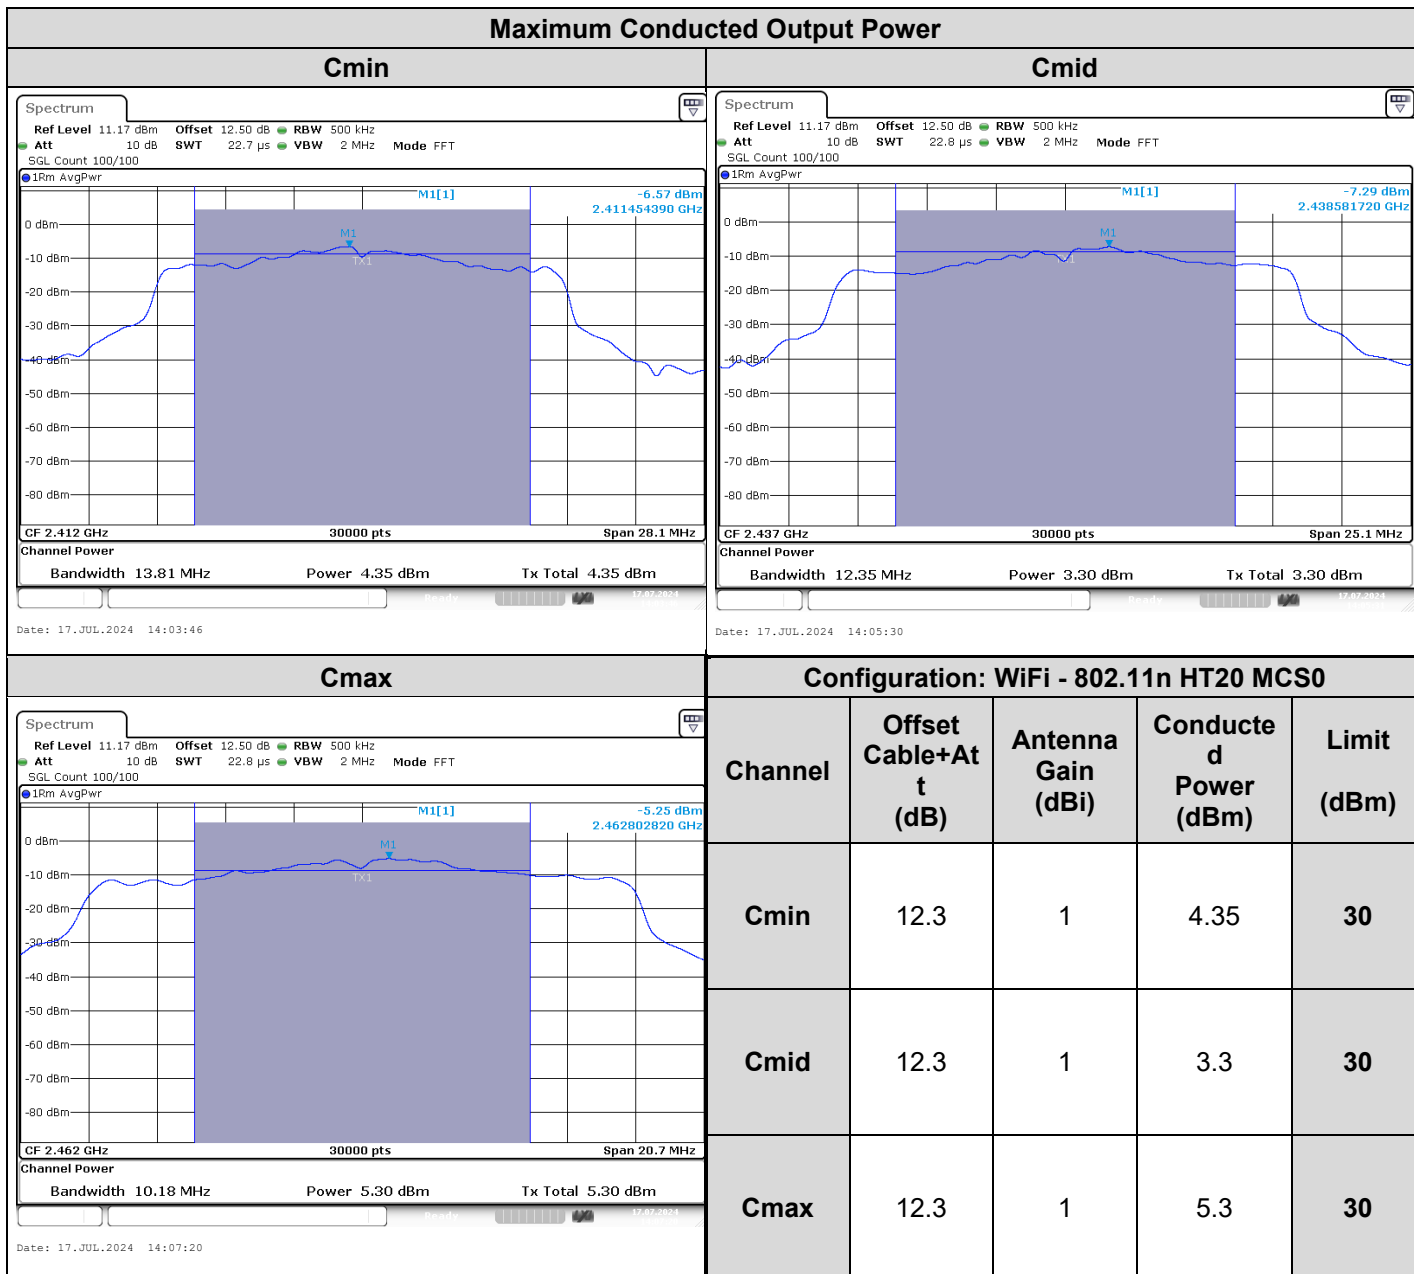 Maximum Conducted Output Power
Cmin
Spectrum
Ref Level 11.17 dBm Offset 12.50 dB RBW 500 kHz
Att 10 dB SWT 22.7 µs VBW 2 MHz Mode FFT
SGL Count 100/100
1Rm AvgPwr
M1[1] -6.57 dBm
2.411454390 GHz
M1
TX1
0 dBm
-10 dBm
-20 dBm
-30 dBm
-40 dBm
-50 dBm
-60 dBm
-70 dBm
-80 dBm
CF 2.412 GHz 30000 pts Span 28.1 MHz
Channel Power
Bandwidth 13.81 MHz Power 4.35 dBm Tx Total 4.35 dBm
Ready 17.07.2024
Date: 17.JUL.2024 14:03:46
Cmid
Spectrum
Ref Level 11.17 dBm Offset 12.50 dB RBW 500 kHz
Att 10 dB SWT 22.8 µs VBW 2 MHz Mode FFT
SGL Count 100/100
1Rm AvgPwr
M1[1] -7.29 dBm
2.438581720 GHz
M1
0 dBm
-10 dBm
-20 dBm
-30 dBm
-40 dBm
-50 dBm
-60 dBm
-70 dBm
-80 dBm
CF 2.437 GHz 30000 pts Span 25.1 MHz
Channel Power
Bandwidth 12.35 MHz Power 3.30 dBm Tx Total 3.30 dBm
Ready 17.07.2024
Date: 17.JUL.2024 14:05:30
Cmax
Spectrum
Ref Level 11.17 dBm Offset 12.50 dB RBW 500 kHz
Att 10 dB SWT 22.8 µs VBW 2 MHz Mode FFT
SGL Count 100/100
1Rm AvgPwr
M1[1] -5.25 dBm
2.462802820 GHz
M1
TX1
0 dBm
-10 dBm
-20 dBm
-30 dBm
-40 dBm
-50 dBm
-60 dBm
-70 dBm
-80 dBm
CF 2.462 GHz 30000 pts Span 20.7 MHz
Channel Power
Bandwidth 10.18 MHz Power 5.30 dBm Tx Total 5.30 dBm
Ready 17.07.2024
Date: 17.JUL.2024 14:07:20
Configuration: WiFi - 802.11n HT20 MCS0
Channel
Offset
Cable+At
t
(dB)
Antenna
Gain
(dBi)
Conducte
d
Power
(dBm)
Limit
(dBm)
Cmin 12.3 1 4.35 30
Cmid 12.3 1 3.3 30
Cmax 12.3 1 5.3 30